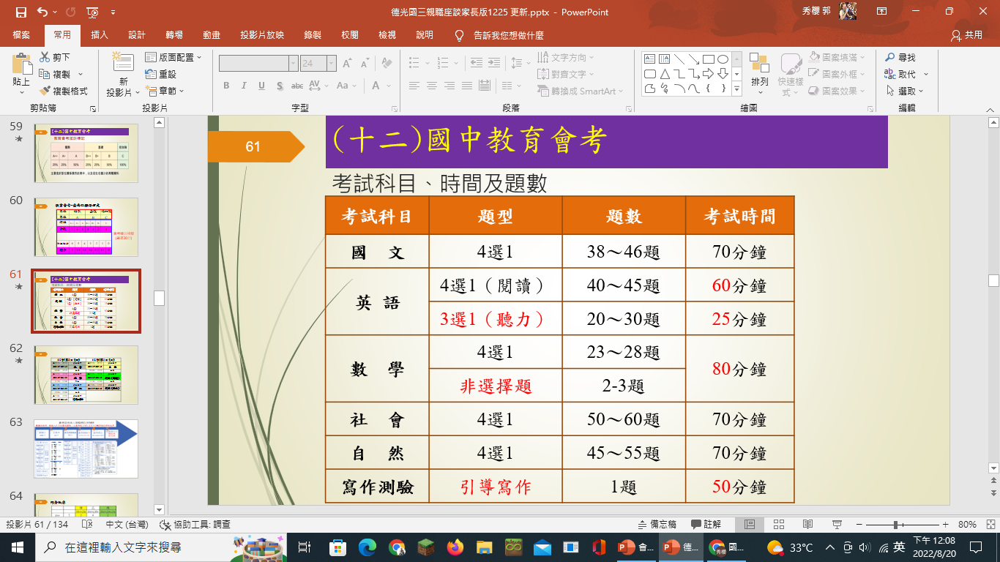 德光國三親職座談家長版1225 更新.pptx - PowerPoint
秀櫻 郭
檔案 常用 插入 設計 轉場 動畫 投影片放映 錄製 校閱 檢視 說明 告訴我您想做什麼 共用
貼上
剪下
複製
複製格式
剪貼簿
新
投影片
版面配置
重設
章節
投影片
24
B I U S abc AV Aa A
字型
文字方向
對齊文字
轉換成 SmartArt
段落
排列
快速樣
式
圖案填滿
圖案外框
圖案效果
繪圖
尋找
取代
選取
編輯
59
60
61
62
63
64
61
(十二)國中教育會考
考試科目、時間及題數
考試科目 題型 題數 考試時間
國 文 4選1 38～46題 70分鐘
英 語 4選1（閱讀） 40～45題 60分鐘
3選1（聽力） 20～30題 25分鐘
數 學 4選1 23～28題 80分鐘
非選擇題 2-3題
社 會 4選1 50～60題 70分鐘
自 然 4選1 45～55題 70分鐘
寫作測驗 引導寫作 1題 50分鐘
投影片 61 / 134 中文 (台灣) 協助工具: 調查 備忘稿 註解 80%
在這裡輸入文字來搜尋 會... 德... 國... 33°C 英 下午 12:08
2022/8/20